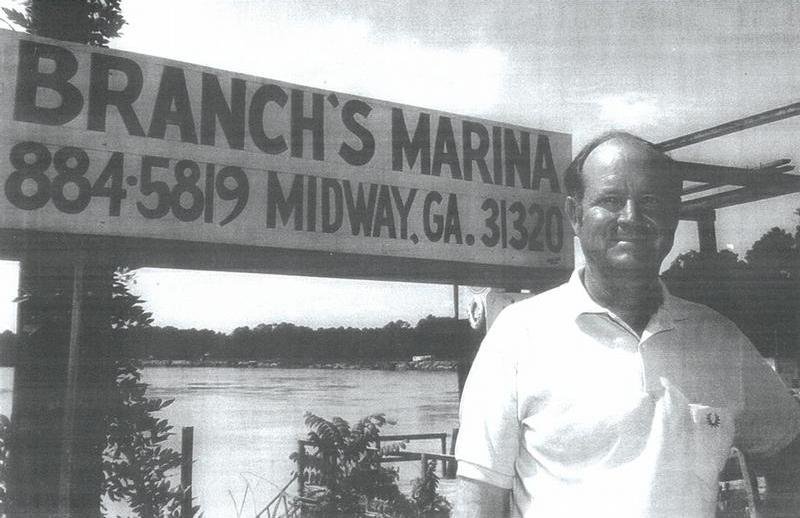 BRANCH'S MARINA
884-5819 MIDWAY, GA. 31320